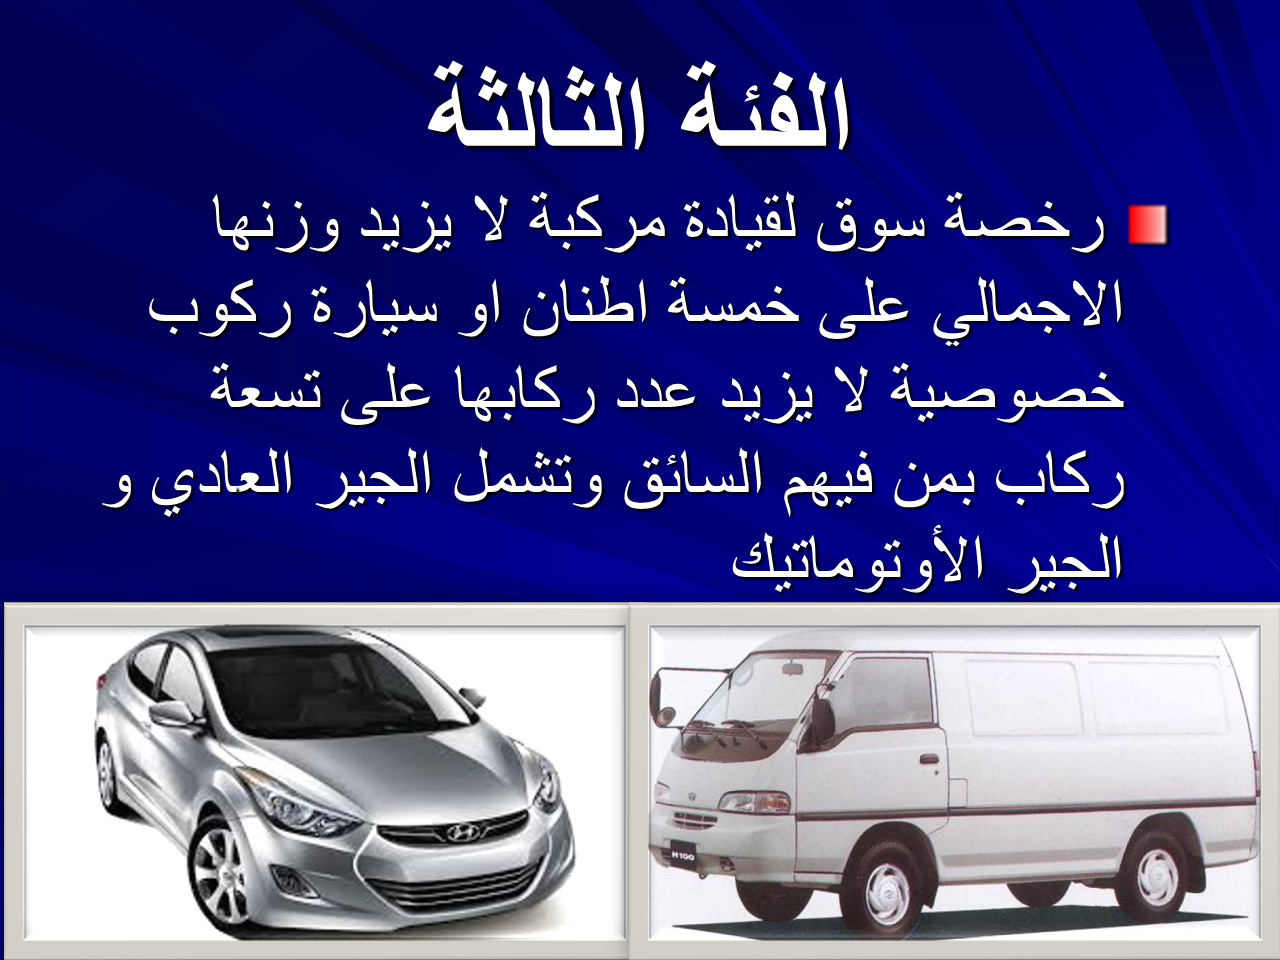 الفئة الثالثة
رخصة سوق لقيادة مركبة لا يزيد وزنها
الاجمالي على خمسة اطنان او سيارة ركوب
خصوصية لا يزيد عدد ركابها على تسعة
ركاب بمن فيهم السائق وتشمل الجير العادي و
الجير الأوتوماتيك
H100